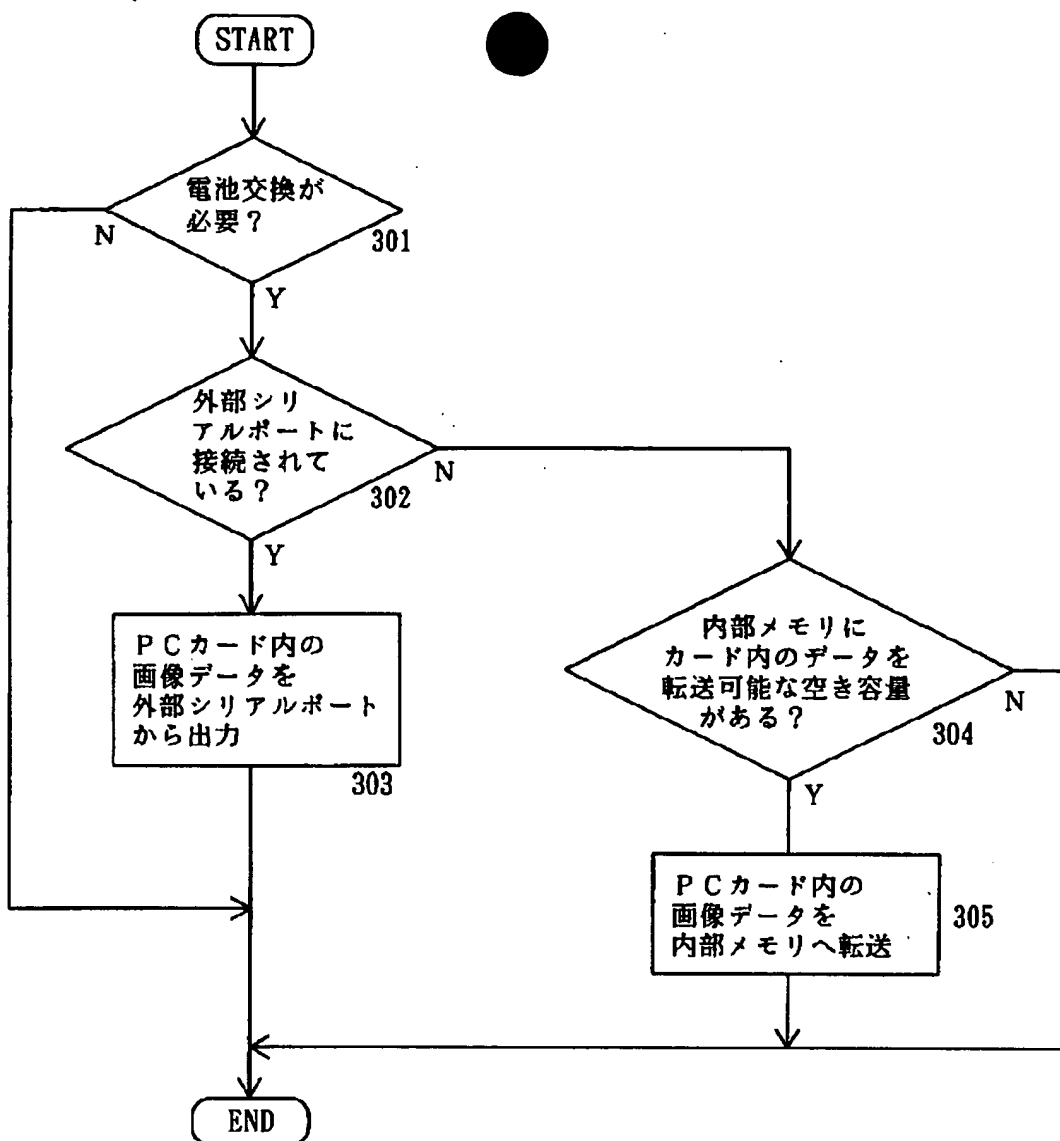 START
電池交換が
必要?
N
301
Y
外部シリ
アルポートに
接続されて
いる?
N
302
Y
PCカード内の
画像データを
外部シリアルポート
から出力
303
内部メモリに
カード内のデータを
転送可能な空き容量
がある?
N
304
Y
PCカード内の
画像データを
内部メモリへ転送
305
END